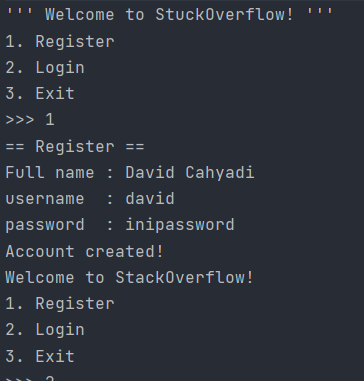 ''' Welcome to StuckOverflow! '''
1. Register
2. Login
3. Exit
>>> 1
== Register ==
Full name : David Cahyadi
username  : david
password  : inipassword
Account created!
Welcome to StackOverflow!
1. Register
2. Login
3. Exit
>>> 2